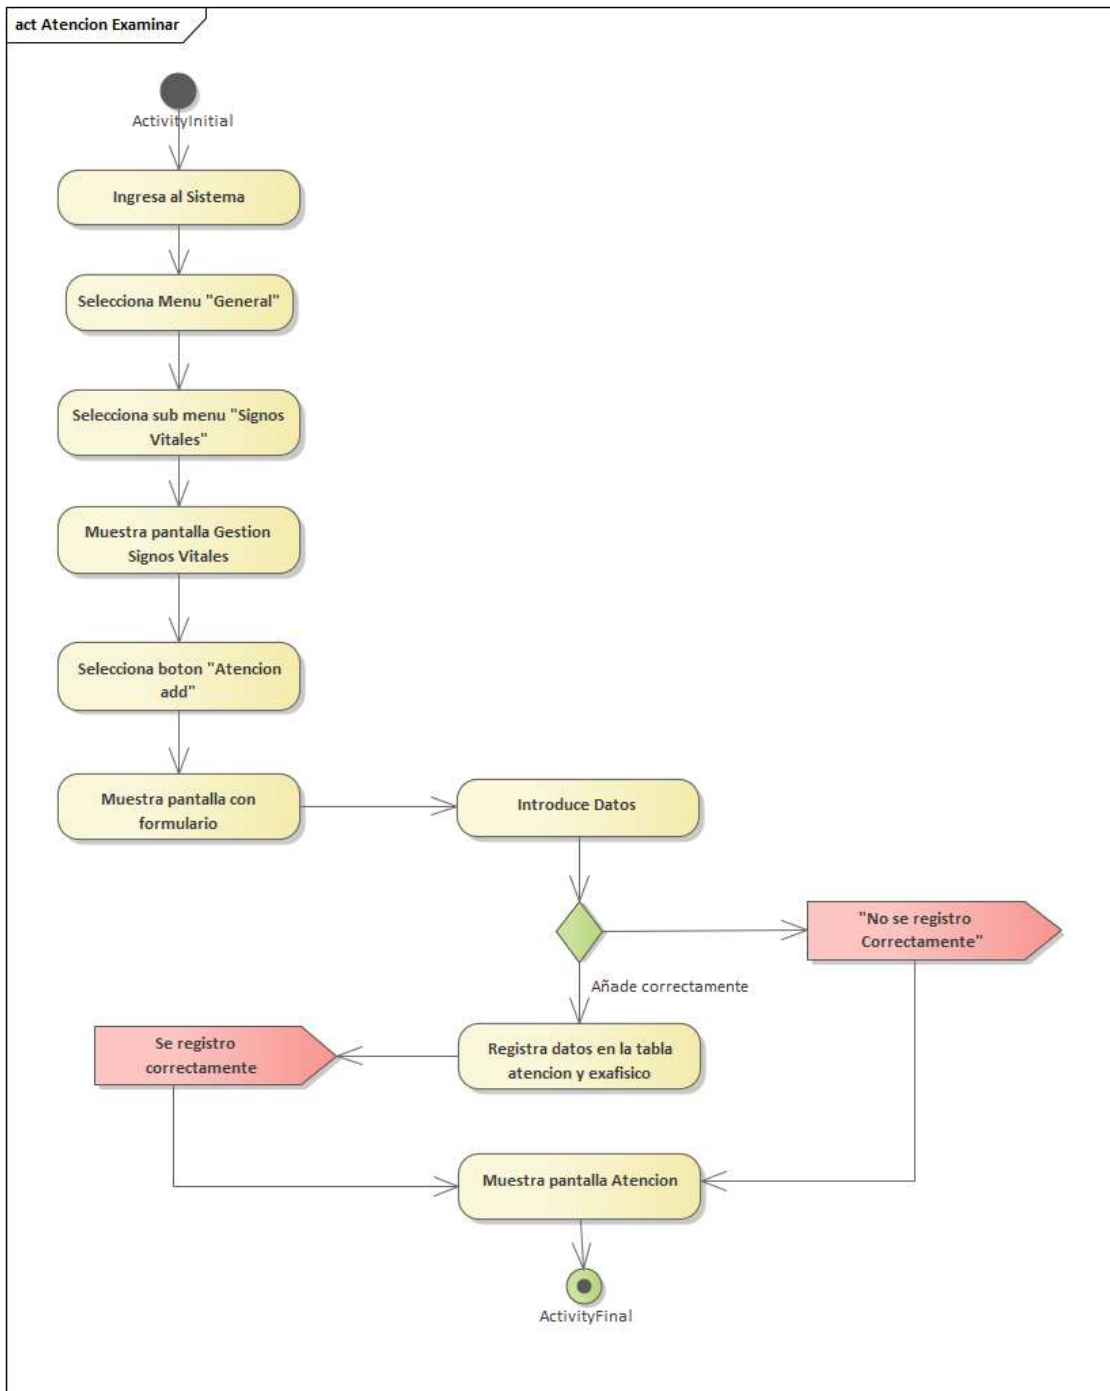 act Atencion Examinar
ActivityInitial
Ingresa al Sistema
Selecciona Menu "General"
Selecciona sub menu "Signos
Vitales"
Muestra pantalla Gestion
Signos Vitales
Selecciona boton "Atencion
add"
Muestra pantalla con
formulario
Introduce Datos
"No se registro
Correctamente"
Añade correctamente
Registra datos en la tabla
atencion y exafisico
Se registro
correctamente
Muestra pantalla Atencion
ActivityFinal